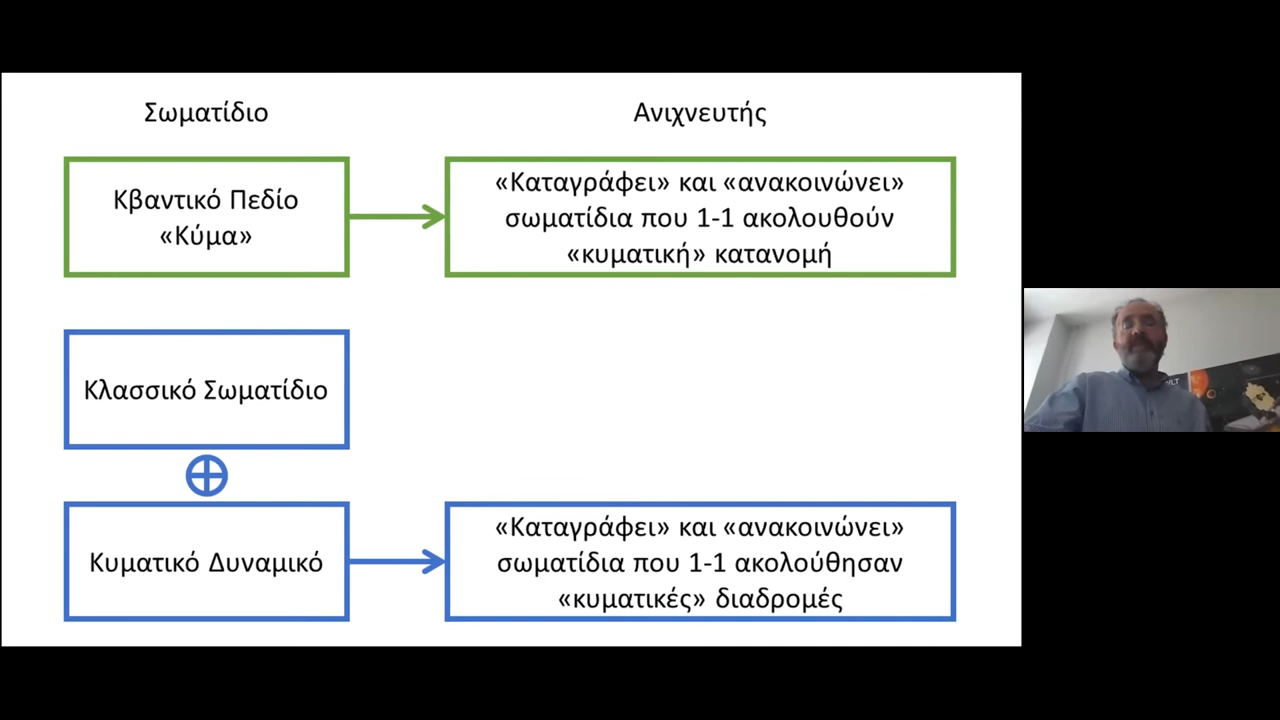 Σωματίδιο
Ανιχνευτής
Κβαντικό Πεδίο
«Κύμα»
«Καταγράφει» και «ανακοινώνει»
σωματίδια που 1-1 ακολουθούν
«κυματική» κατανομή
Κλασσικό Σωματίδιο
Κυματικό Δυναμικό
«Καταγράφει» και «ανακοινώνει»
σωματίδια που 1-1 ακολούθησαν
«κυματικές» διαδρομές